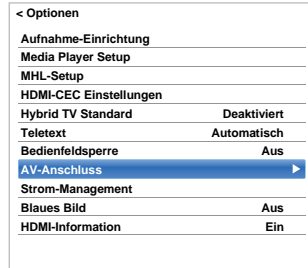 < Optionen
Aufnahme-Einrichtung
Media Player Setup
MHL-Setup
HDMI-CEC Einstellungen
Hybrid TV Standard Deaktiviert
Teletext Automatisch
Bedienfeldsperre Aus
AV-Anschluss
Strom-Management
Blaues Bild Aus
HDMI-Information Ein